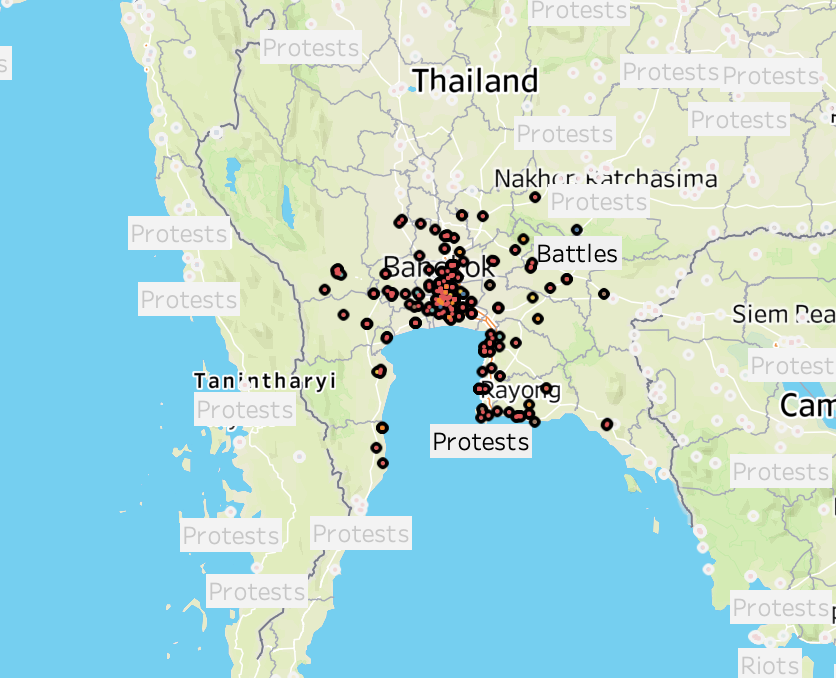 Protests
Protests
Thailand
Protests
Protests
Protests
Protests
Nakhon Ratchasima
Protests
Protests
Battles
Bangkok
Protests
Siem Rea
Protests
Tanintharyi
Rayong
Protests
Cam
Protests
Protests
Protests
Protests
Protests
Protests
Riots